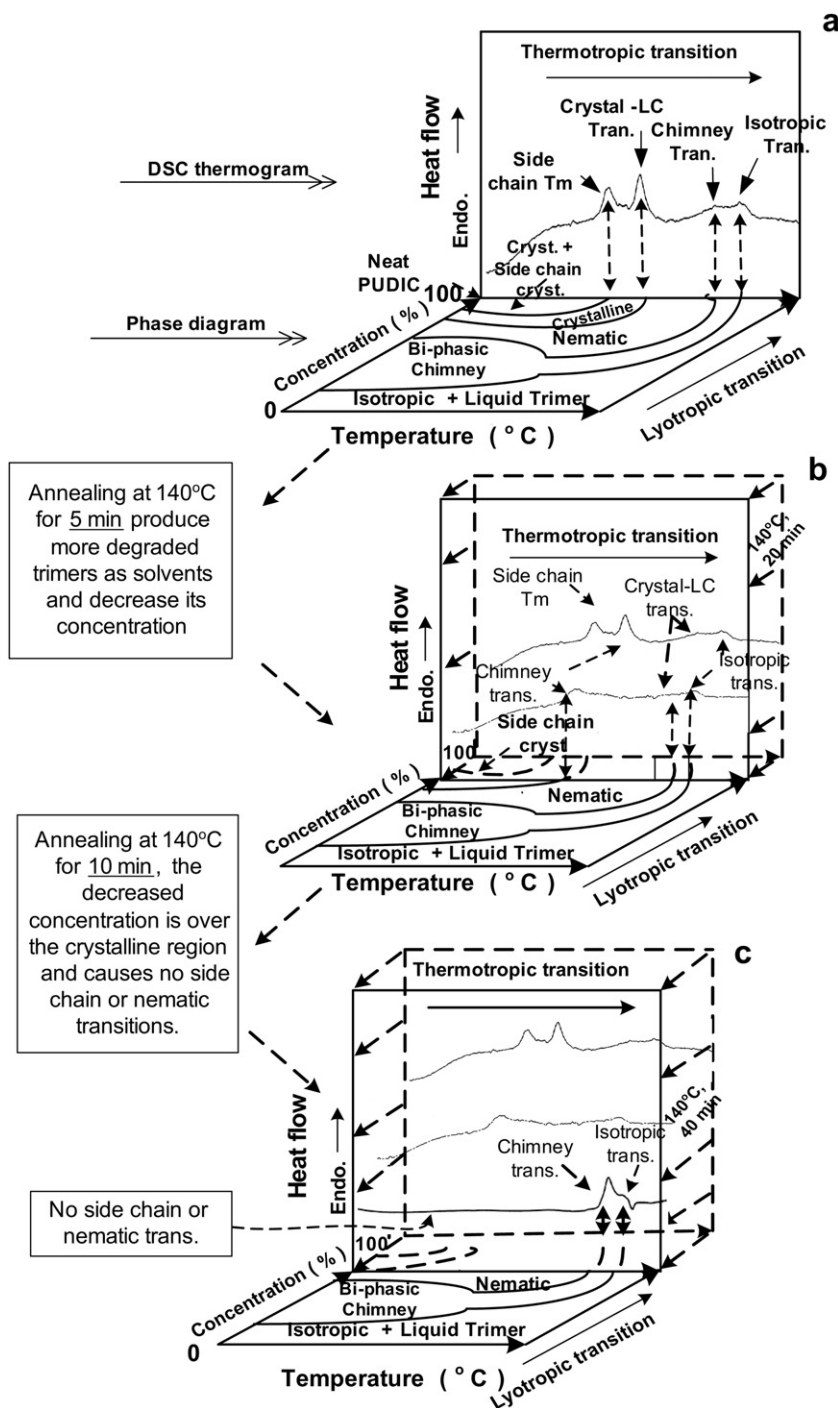 a
Thermotropic transition
Crystal -LC
Tran.
Isotropic
Tran.
Chimney
Tran.
Side
chain Tm
Heat flow
Endo.
DSC thermogram
Neat
PUDIC
100
Cryst. +
Side chain
cryst.
Crystalline
Nematic
Phase diagram
Concentration ( % )
Bi-phasic
Chimney
0
Isotropic + Liquid Trimer
Lyotropic transition
Temperature ( ° C )
b
Annealing at 140°C
for 5 min produce
more degraded
trimers as solvents
and decrease its
concentration
140°C,
20 min
Thermotropic transition
Side chain
Tm
Crystal-LC
trans.
Heat flow
Endo.
Chimney
trans.
Isotropic
trans.
Side chain
cryst
100'
Concentration ( % )
Nematic
Bi-phasic
Chimney
0
Isotropic + Liquid Trimer
Lyotropic transition
Temperature ( ° C )
Annealing at 140°C
for 10 min, the
decreased
concentration is over
the crystalline region
and causes no side
chain or nematic
transitions.
c
Thermotropic transition
140°C,
40 min
Heat flow
Endo.
Chimney
trans.
Isotropic
trans.
No side chain or
nematic trans.
100'
Concentration ( % )
Nematic
Bi-phasic
Chimney
0
Isotropic + Liquid Trimer
Lyotropic transition
Temperature ( ° C )